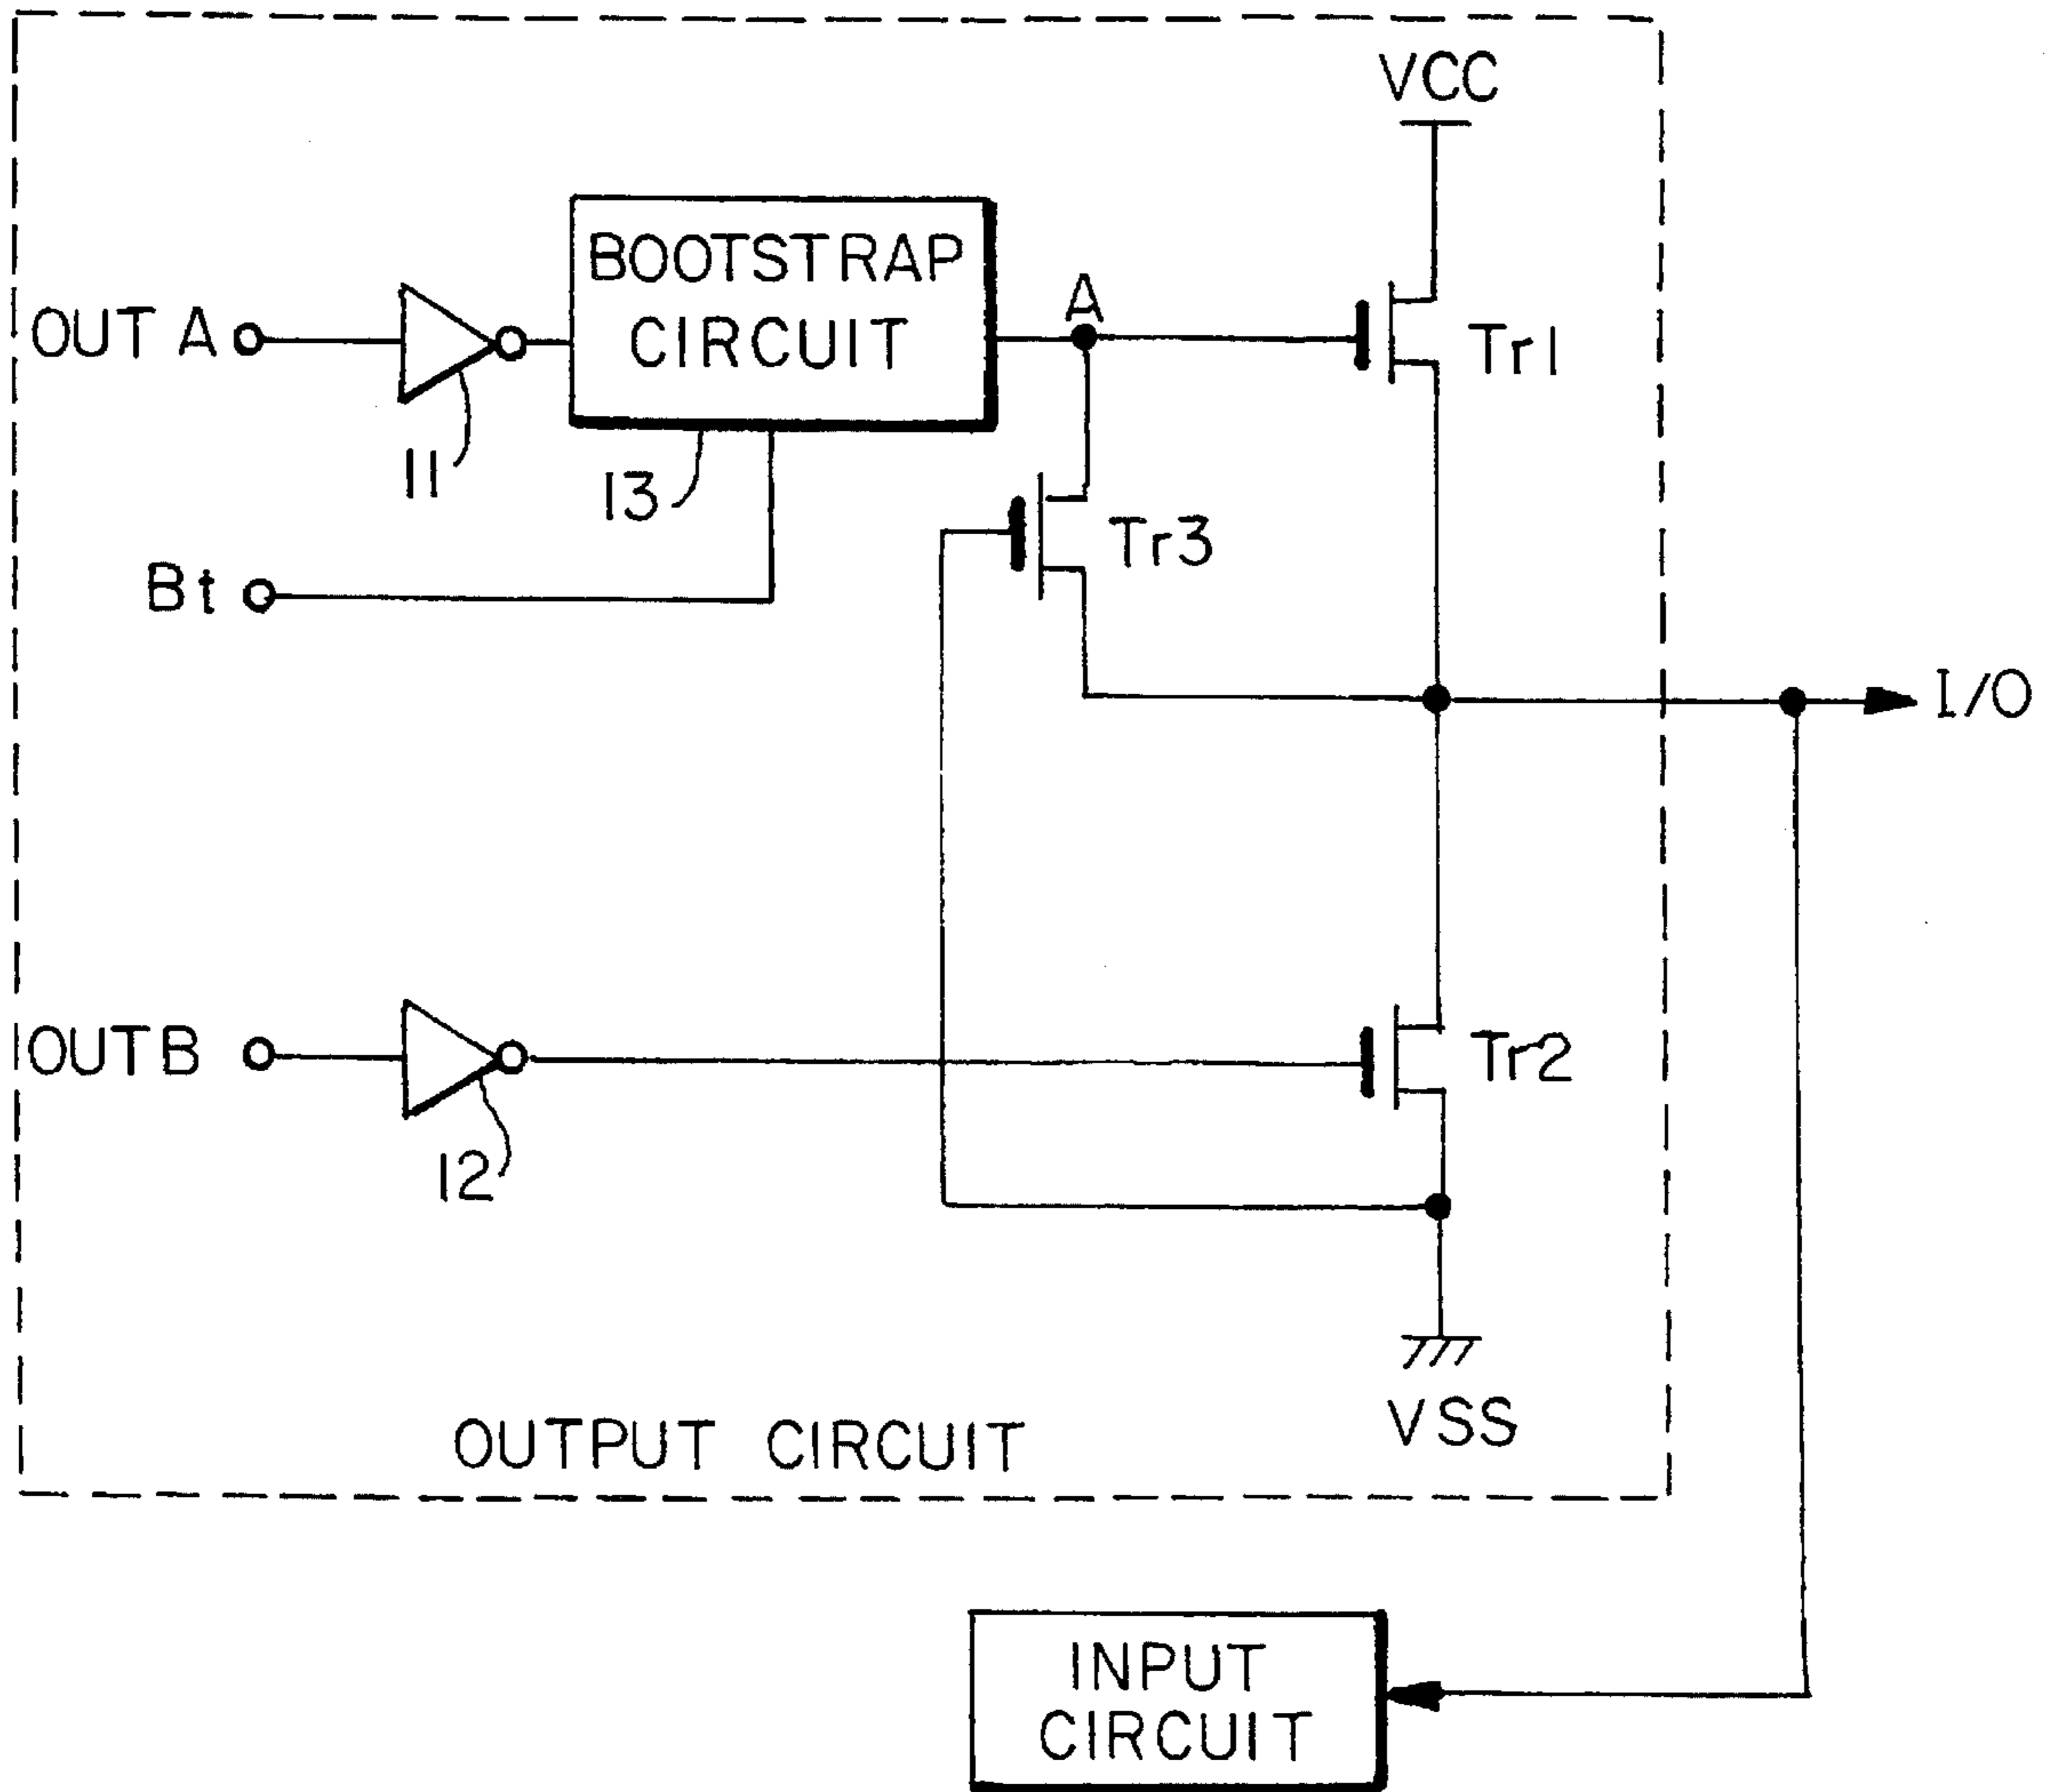 VCC
BOOTSTRAP
CIRCUIT
A
OUT A
Tr1
11
13
Tr3
Bt
I/O
OUTB
Tr2
12
VSS
OUTPUT CIRCUIT
INPUT
CIRCUIT